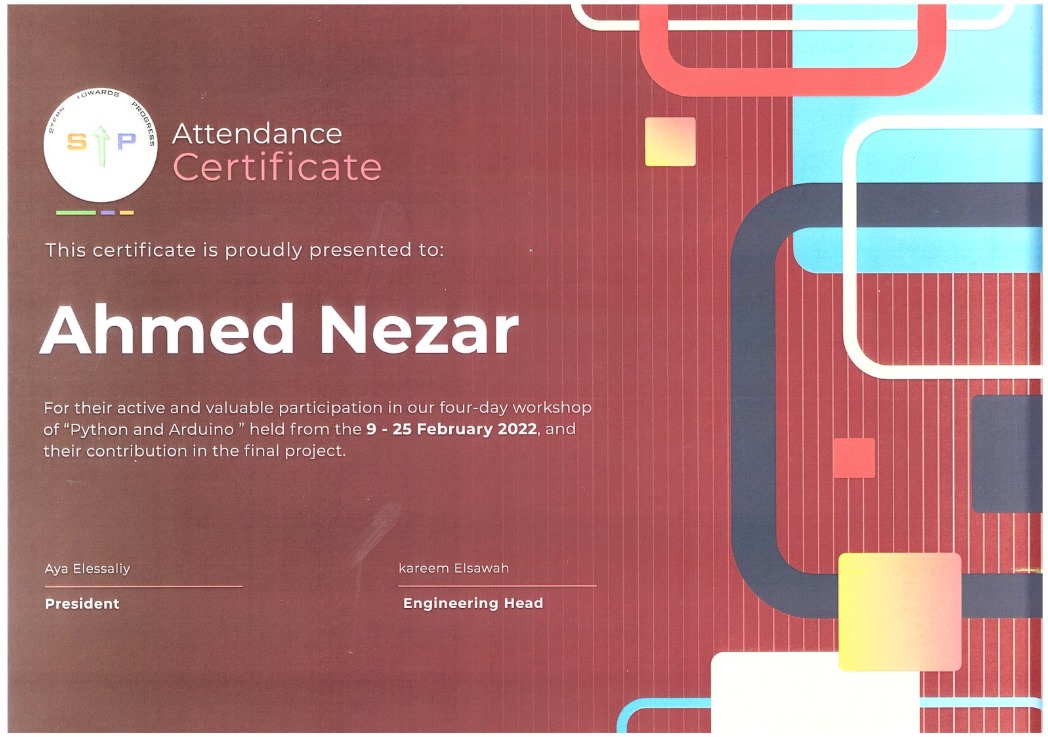 STEPS TOWARDS PROGRESS
S P
Attendance
Certificate
This certificate is proudly presented to:
Ahmed Nezar
For their active and valuable participation in our four-day workshop
of “Python and Arduino ” held from the 9 - 25 February 2022, and
their contribution in the final project.
Aya Elessaliy
kareem Elsawah
President
Engineering Head